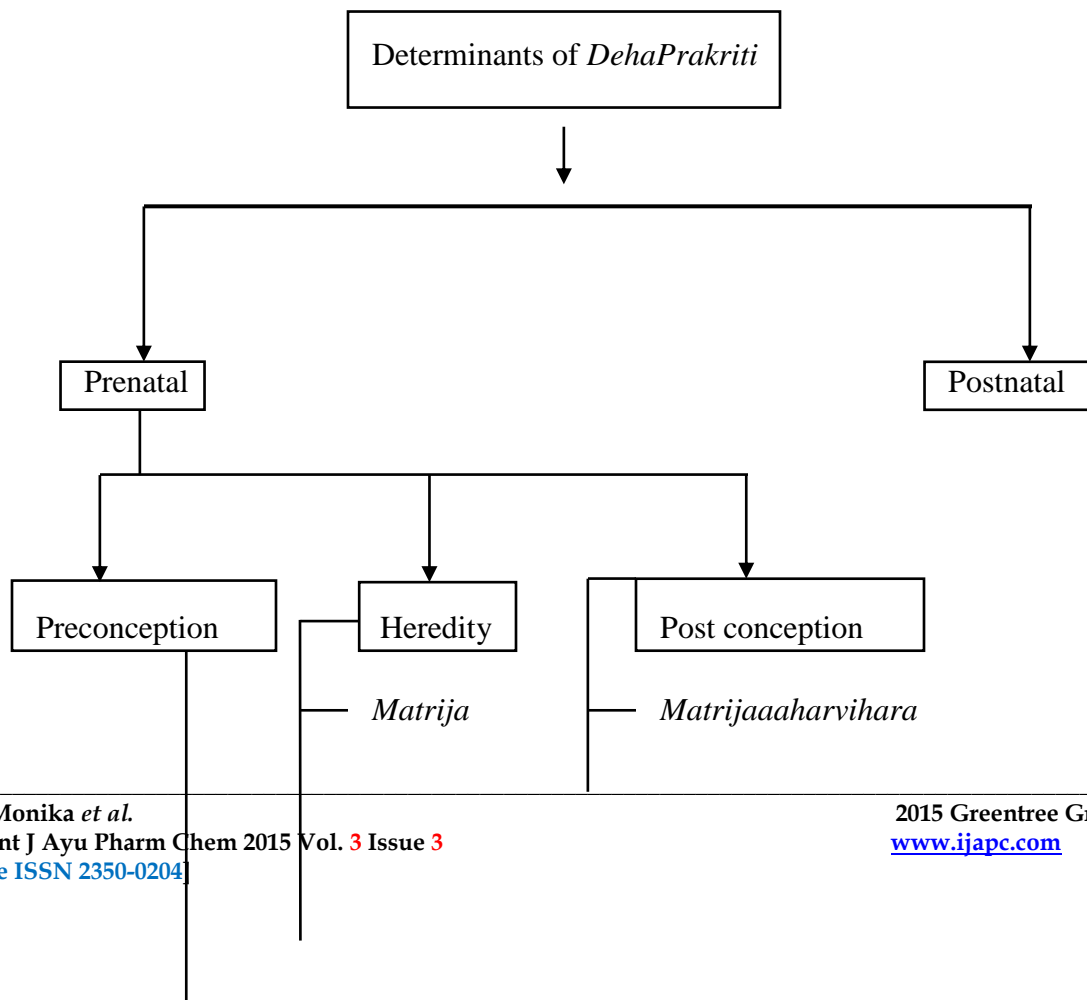 Determinants of DehaPrakriti
Prenatal
Postnatal
Preconception
Heredity
Post conception
Matrija
Matrijaaaharvihara
Monika et al.
2015 Greentree Gr
nt J Ayu Pharm Chem 2015 Vol. 3 Issue 3
www.ijapc.com
e ISSN 2350-0204]